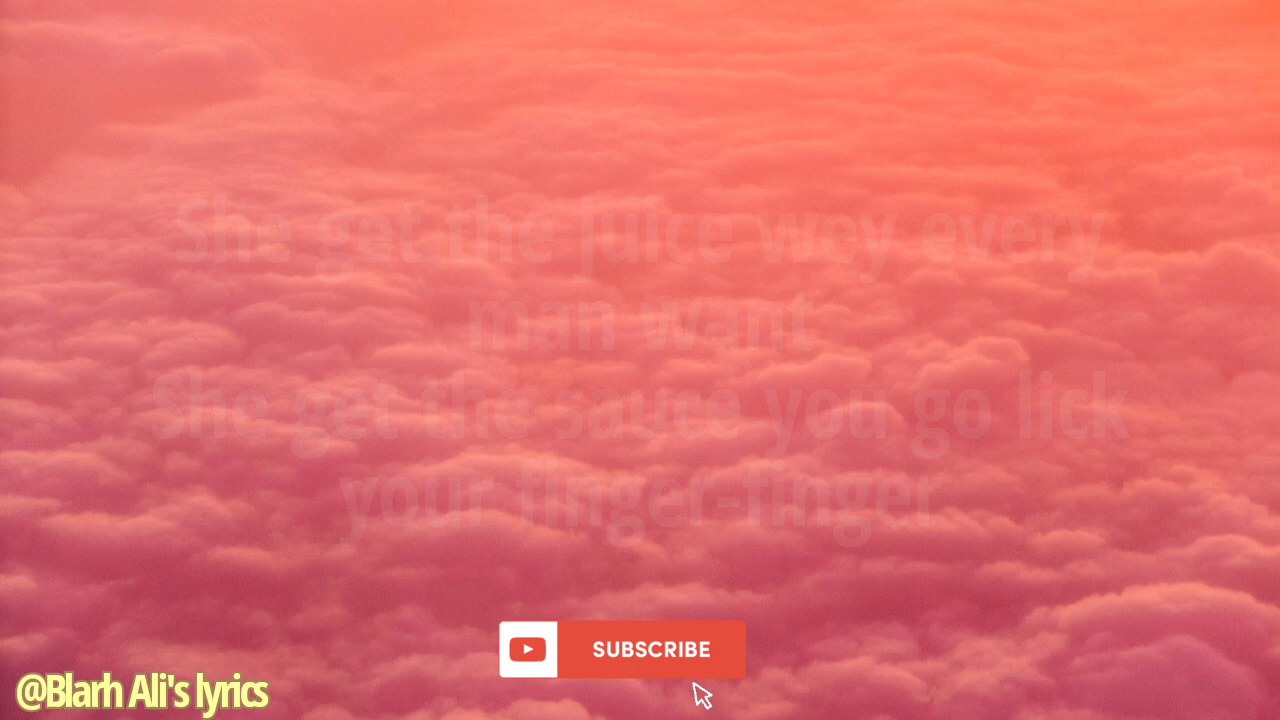 She get the juice wey every
man want
She get the sauce you go lick
your finger-finger
SUBSCRIBE
@Blarh Ali's lyrics